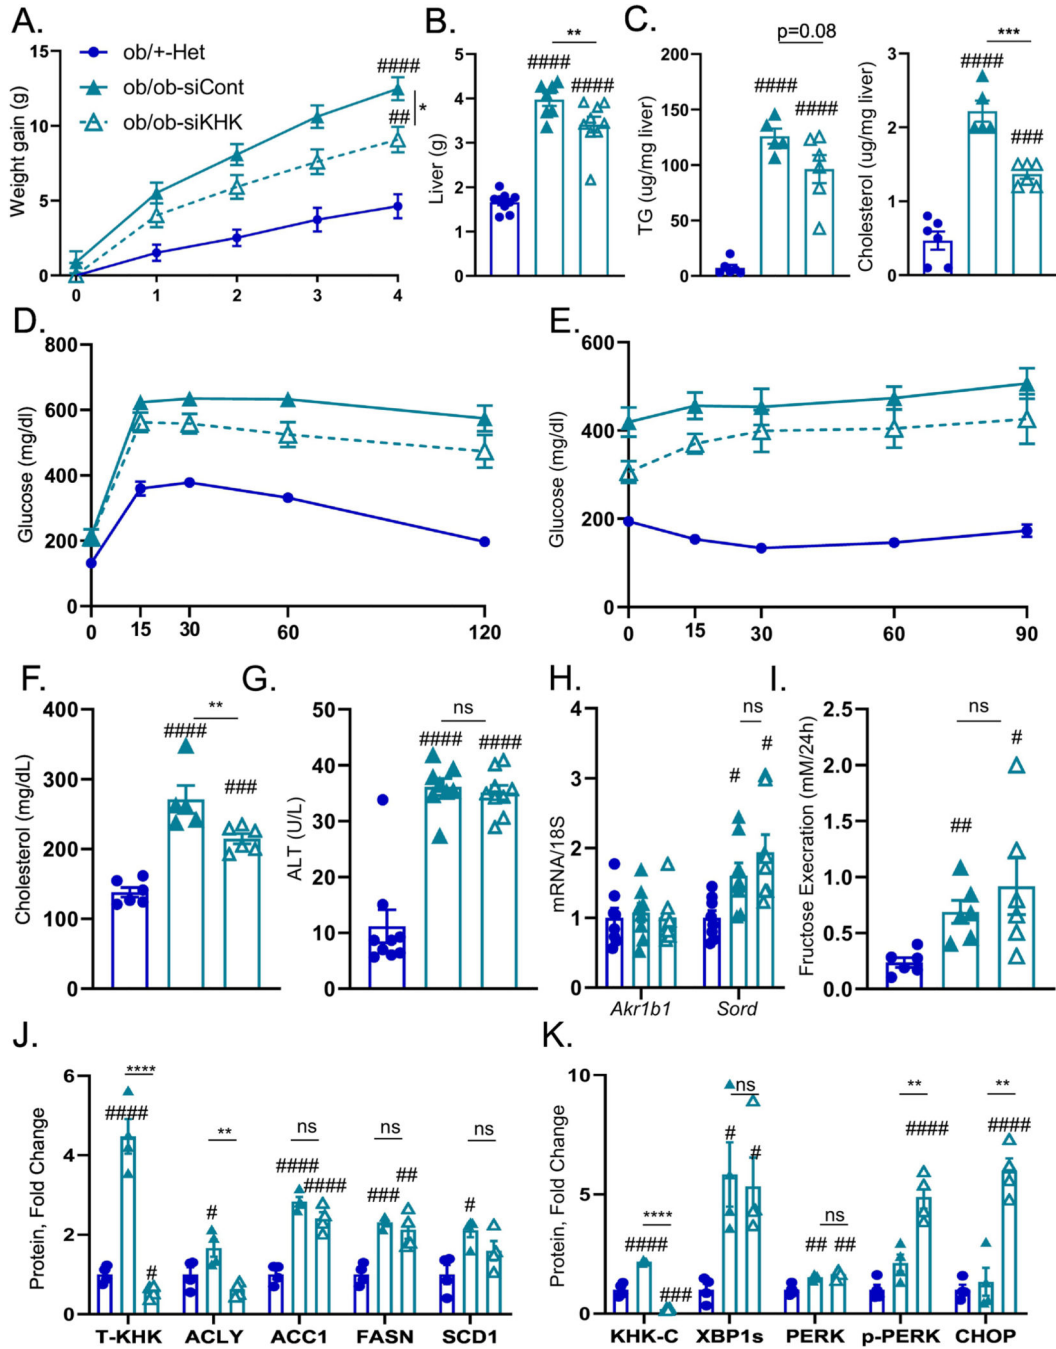 A.
ob/+-Het
ob/ob-siCont
ob/ob-siKHK
Weight gain (g)
15
10
5
0
0 1 2 3 4
####
##
*
B.
Liver (g)
5
4
3
2
1
0
**
####
####
C.
TG (ug/mg liver)
200
150
100
50
0
p=0.08
####
####
Cholesterol (ug/mg liver)
3
2
1
0
***
####
###
D.
Glucose (mg/dl)
800
600
400
200
0
0 15 30 60 120
E.
Glucose (mg/dl)
600
400
200
0
0 15 30 60 90
F.
Cholesterol (mg/dL)
400
300
200
100
0
**
####
###
G.
ALT (U/L)
50
40
30
20
10
0
ns
####
####
H.
mRNA/18S
4
3
2
1
0
ns
#
#
Akr1b1 Sord
I.
Fructose Execration (mM/24h)
2.5
2.0
1.5
1.0
0.5
0.0
ns
#
##
J.
Protein, Fold Change
6
4
2
0
****
####
#
**
#
ns
####
####
ns
###
##
ns
#
T-KHK ACLY ACC1 FASN SCD1
K.
Protein, Fold Change
10
5
0
****
####
###
ns
#
#
ns
## ##
**
####
**
####
KHK-C XBP1s PERK p-PERK CHOP